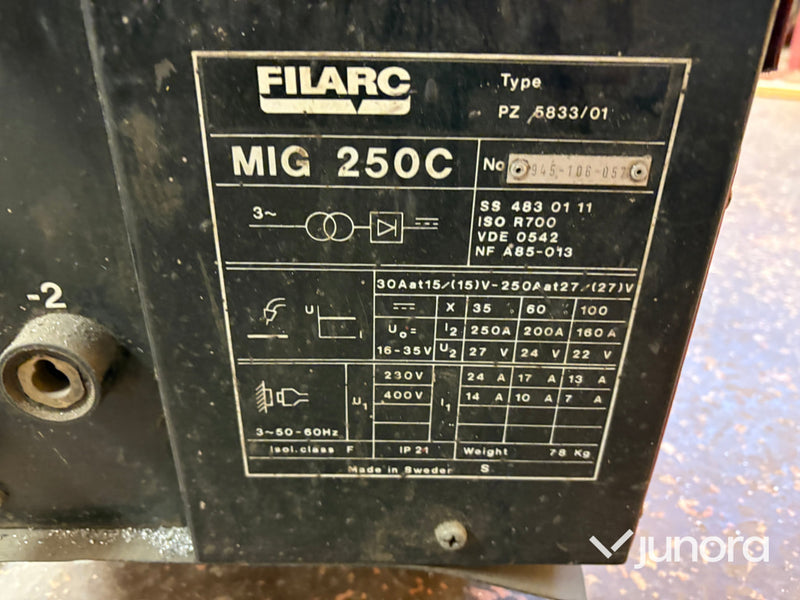 FILARC
Type
PZ 5833/01
MIG 250C
No 945-106-057
3~
SS 483 01 11
ISO R700
VDE 0542
NF A85-013
-2
30Aat15/(15)V-250Aat27/(27)V
U
I
X 35 % 60 % 100
U₀= I₂ 250A 200A 160A
16-35V U₂ 27 V 24 V 22 V
U₁ 230V I₁ 24 A 17 A 13 A
400V 14 A 10 A 7 A
3~50-60Hz
Isol.class F IP 21 Weight 78 Kg
Made in Sweden S
junora